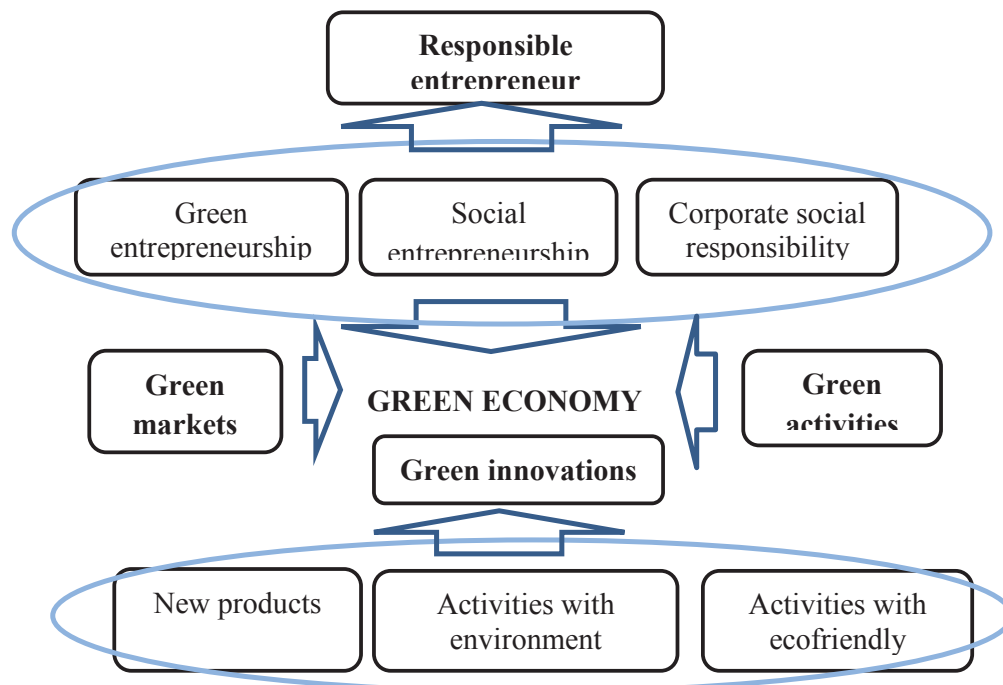 Responsible
entrepreneur
Green
entrepreneurship
Social
entrepreneurship
Corporate social
responsibility
Green
markets
GREEN ECONOMY
Green
activities
Green innovations
New products
Activities with
environment
Activities with
ecofriendly